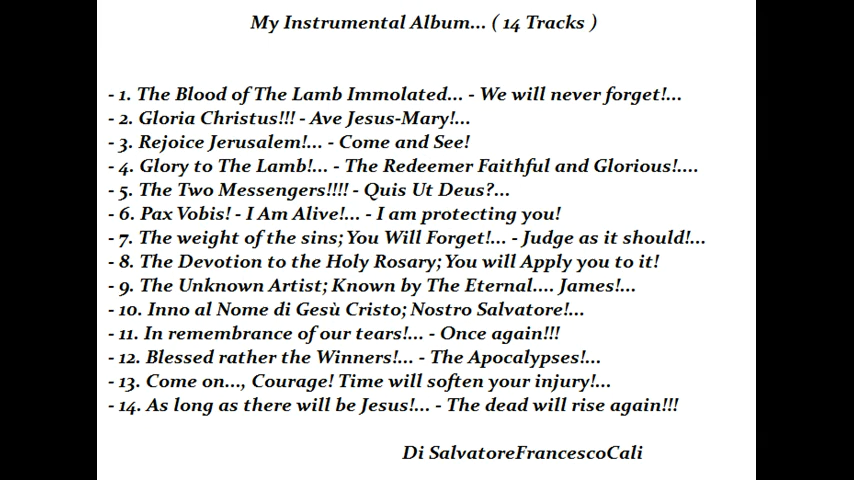 My Instrumental Album... ( 14 Tracks )
- 1. The Blood of The Lamb Immolated... - We will never forget!...
- 2. Gloria Christus!!! - Ave Jesus-Mary!...
- 3. Rejoice Jerusalem!... - Come and See!
- 4. Glory to The Lamb!... - The Redeemer Faithful and Glorious!....
- 5. The Two Messengers!!!! - Quis Ut Deus?...
- 6. Pax Vobis! - I Am Alive!... - I am protecting you!
- 7. The weight of the sins; You Will Forget!... - Judge as it should!...
- 8. The Devotion to the Holy Rosary; You will Apply you to it!
- 9. The Unknown Artist; Known by The Eternal.... James!...
- 10. Inno al Nome di Gesù Cristo; Nostro Salvatore!...
- 11. In remembrance of our tears!... - Once again!!!
- 12. Blessed rather the Winners!... - The Apocalypses!...
- 13. Come on..., Courage! Time will soften your injury!...
- 14. As long as there will be Jesus!... - The dead will rise again!!!
Di SalvatoreFrancescoCali